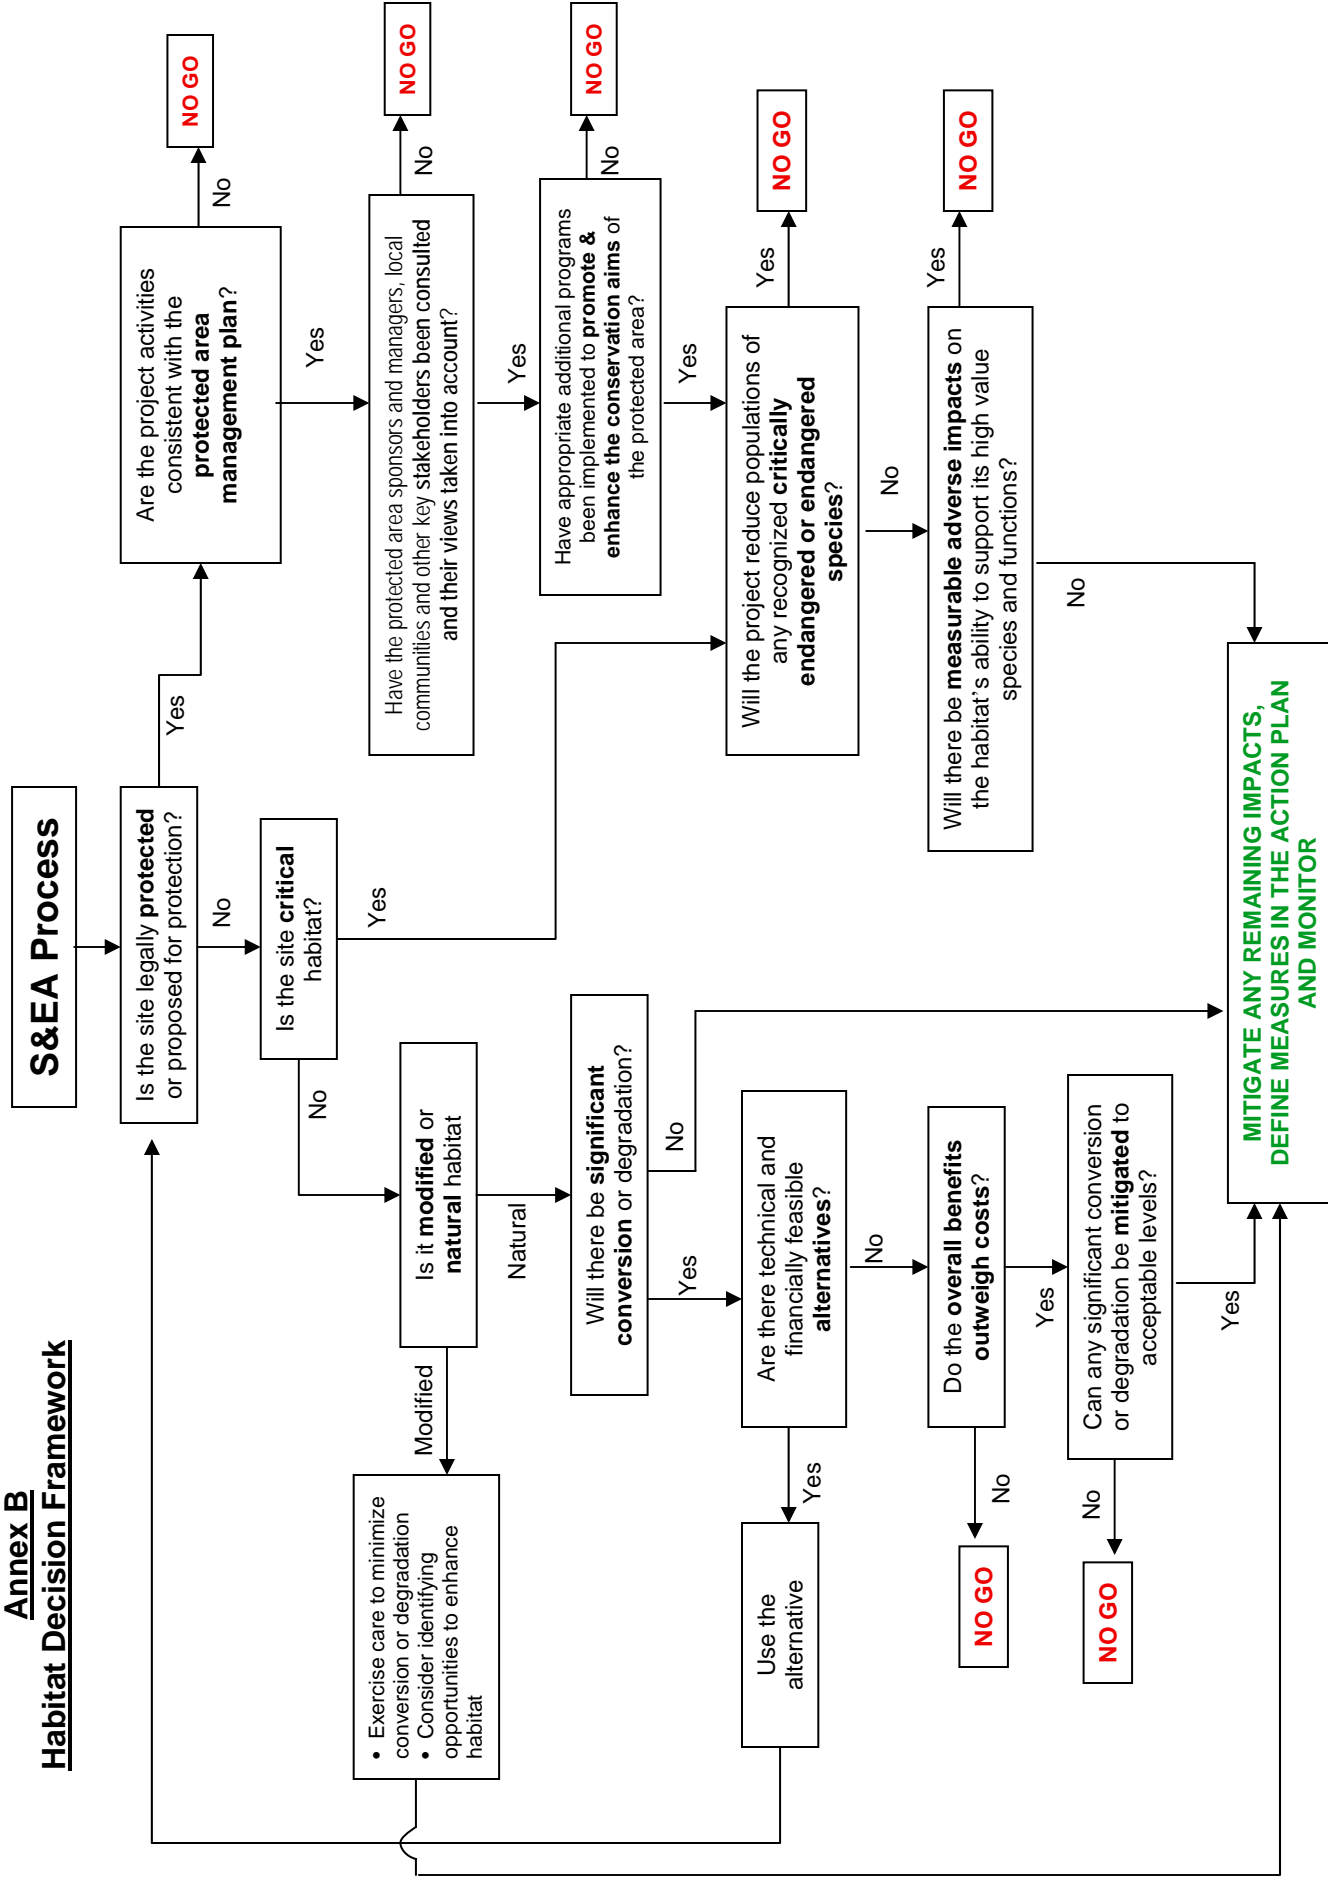 Annex B
Habitat Decision Framework
S&EA Process
Is the site legally protected
or proposed for protection?
Yes
No
Are the project activities
consistent with the
protected area
management plan?
No
NO GO
Yes
Is the site critical
habitat?
No
Yes
Have the protected area sponsors and managers, local
communities and other key stakeholders been consulted
and their views taken into account?
No
NO GO
Yes
Is it modified or
natural habitat
Modified
Natural
• Exercise care to minimize
conversion or degradation
• Consider identifying
opportunities to enhance
habitat
Have appropriate additional programs
been implemented to promote &
enhance the conservation aims of
the protected area?
No
NO GO
Yes
Will there be significant
conversion or degradation?
Yes
No
Will the project reduce populations of
any recognized critically
endangered or endangered
species?
Yes
NO GO
No
Are there technical and
financially feasible
alternatives?
Yes
No
Use the
alternative
Will there be measurable adverse impacts on
the habitat's ability to support its high value
species and functions?
Yes
NO GO
No
Do the overall benefits
outweigh costs?
No
NO GO
Yes
Can any significant conversion
or degradation be mitigated to
acceptable levels?
No
NO GO
Yes
MITIGATE ANY REMAINING IMPACTS,
DEFINE MEASURES IN THE ACTION PLAN
AND MONITOR